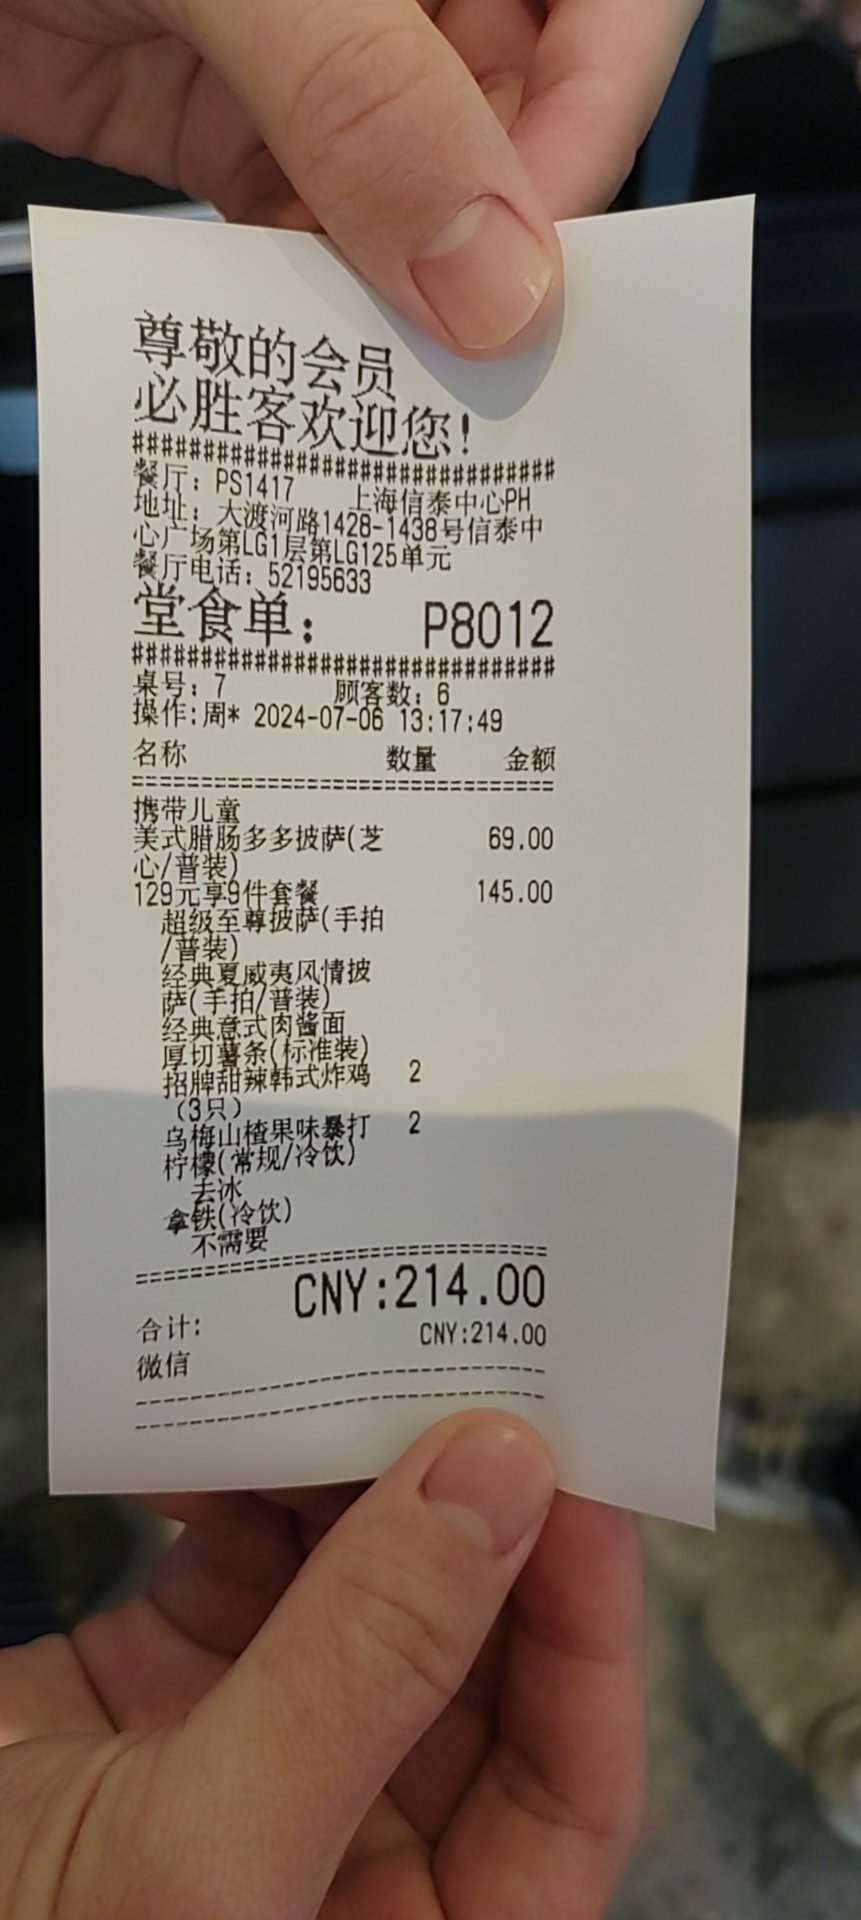 尊敬的会员
必胜客欢迎您!
################################
餐厅: PS1417 上海信泰中心PH
地址: 大渡河路1428-1438号信泰中
心广场第LG1层第LG125单元
餐厅电话: 52195633
堂食单: P8012
################################
桌号: 7 顾客数: 6
操作:周* 2024-07-06 13:17:49
名称 数量 金额
================================
携带儿童
美式腊肠多多披萨(芝 69.00
心/普装)
129元享9件套餐 145.00
超级至尊披萨(手拍
/普装)
经典夏威夷风情披
萨(手拍/普装)
经典意式肉酱面
厚切薯条(标准装)
招牌甜辣韩式炸鸡 2
(3只)
乌梅山楂果味暴打 2
柠檬(常规/冷饮)
去冰
拿铁(冷饮)
不需要
================================
CNY:214.00
合计: CNY:214.00
微信
--------------------------------
--------------------------------